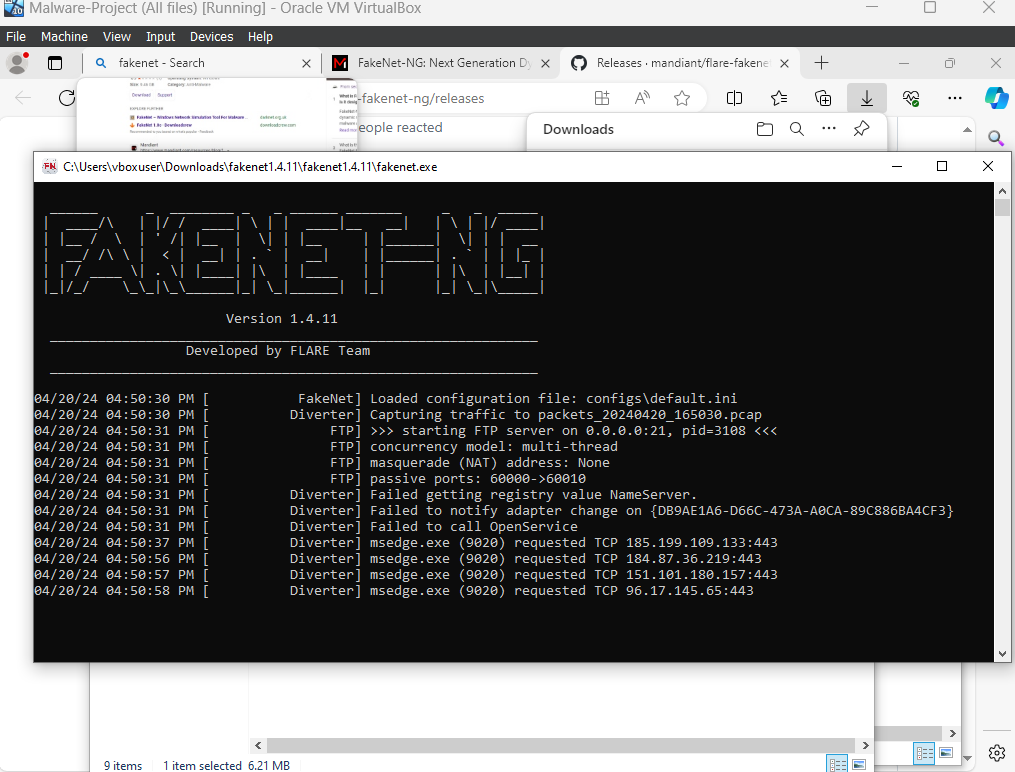 Malware-Project (All files) [Running] - Oracle VM VirtualBox
File Machine View Input Devices Help
fakenet - Search
FakeNet-NG: Next Generation Dy
Releases · mandiant/flare-fakene
-fakenet-ng/releases
eople reacted
Downloads
C:\Users\vboxuser\Downloads\fakenet1.4.11\fakenet1.4.11\fakenet.exe
FAKENET-NG
Version 1.4.11
Developed by FLARE Team
04/20/24 04:50:30 PM [ FakeNet] Loaded configuration file: configs\default.ini
04/20/24 04:50:30 PM [ Diverter] Capturing traffic to packets_20240420_165030.pcap
04/20/24 04:50:31 PM [ FTP] >>> starting FTP server on 0.0.0.0:21, pid=3108 <<<
04/20/24 04:50:31 PM [ FTP] concurrency model: multi-thread
04/20/24 04:50:31 PM [ FTP] masquerade (NAT) address: None
04/20/24 04:50:31 PM [ FTP] passive ports: 60000->60010
04/20/24 04:50:31 PM [ Diverter] Failed getting registry value NameServer.
04/20/24 04:50:31 PM [ Diverter] Failed to notify adapter change on {DB9AE1A6-D66C-473A-A0CA-89C886BA4CF3}
04/20/24 04:50:31 PM [ Diverter] Failed to call OpenService
04/20/24 04:50:37 PM [ Diverter] msedge.exe (9020) requested TCP 185.199.109.133:443
04/20/24 04:50:56 PM [ Diverter] msedge.exe (9020) requested TCP 184.87.36.219:443
04/20/24 04:50:57 PM [ Diverter] msedge.exe (9020) requested TCP 151.101.180.157:443
04/20/24 04:50:58 PM [ Diverter] msedge.exe (9020) requested TCP 96.17.145.65:443
9 items 1 item selected 6.21 MB